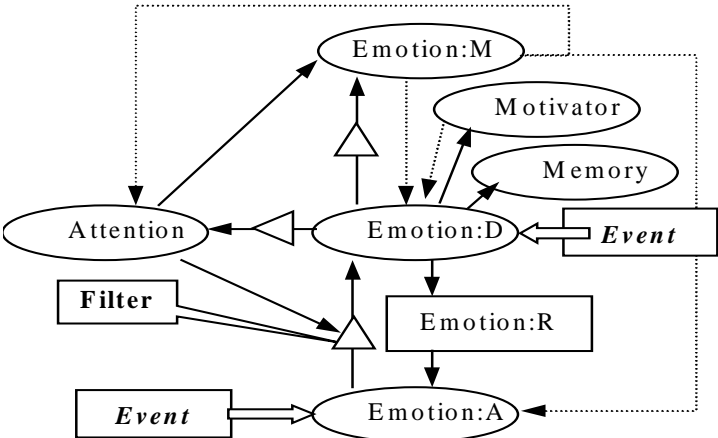 Emotion:M
Motivator
Memory
Attention
Emotion:D
Event
Filter
Emotion:R
Event
Emotion:A